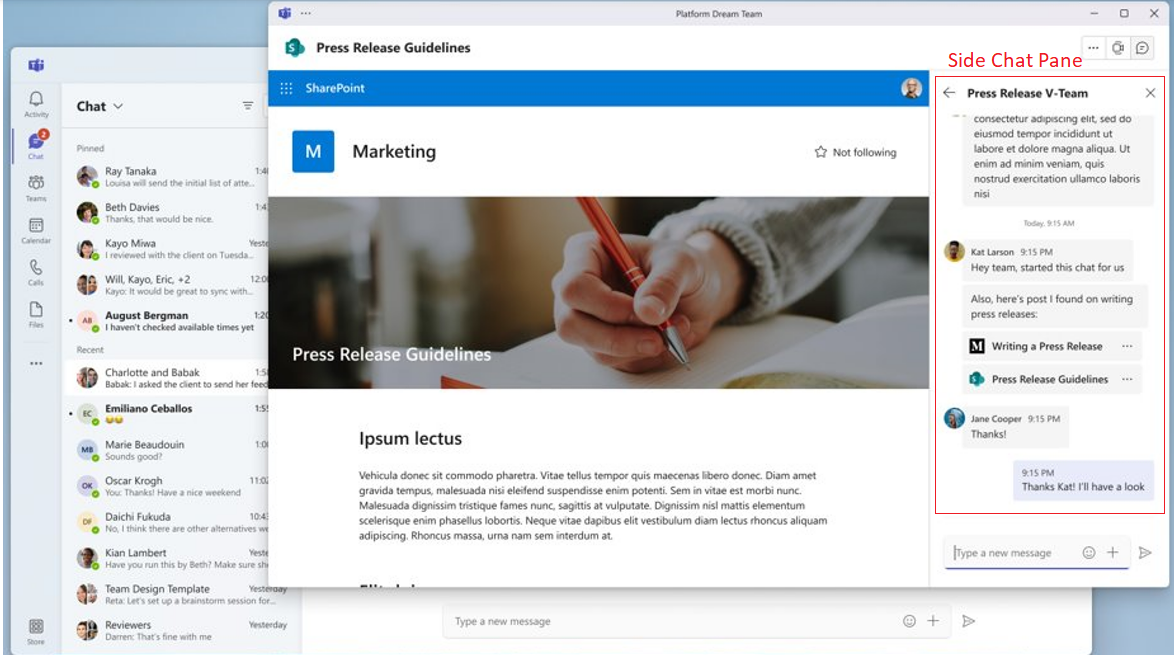 Platform Dream Team
Press Release Guidelines
Side Chat Pane
SharePoint
M
Marketing
Not following
Press Release Guidelines
Ipsum lectus
Vehicula donec sit commodo pharetra. Vitae tellus tempor quis maecenas libero donec. Diam amet
gravida tempus, malesuada nisi eleifend suspendisse enim potenti. Sem in vitae est morbi nunc.
Malesuada dignissim tristique fames nunc, sagittis at vulputate. Dignissim nisl mattis elementum
scelerisque enim phasellus lobortis. Neque vitae dapibus elit vestibulum diam lectus rhoncus aliquam
adipiscing. Rhoncus massa, urna nam sem interdum at.
Press Release V-Team
consectetur adipiscing elit, sed do
eiusmod tempor incididunt ut
labore et dolore magna aliqua. Ut
enim ad minim veniam, quis
nostrud exercitation ullamco laboris
nisi
Today, 9:15 AM
Kat Larson 9:15 PM
Hey team, started this chat for us
Also, here's post I found on writing
press releases:
Writing a Press Release
Press Release Guidelines
Jane Cooper 9:15 PM
Thanks!
9:15 PM
Thanks Kat! I'll have a look
Type a new message
Activity
2
Chat
Teams
Calendar
Calls
Files
Store
Chat
Pinned
Ray Tanaka 1:4
Louisa will send the initial list of atte...
Beth Davies 1:4
Thanks, that would be nice.
Kayo Miwa Yeste
I reviewed with the client on Tuesda...
Will, Kayo, Eric, +2 12:0
Kayo: It would be great to sync with...
AB
August Bergman 1:20
I haven't checked available times yet
Recent
Charlotte and Babak 1:5
Babak: I asked the client to send her feed
EC
Emiliano Ceballos 1:5
😂😂
MB
Marie Beaudouin 1:0
Sounds good?
OK
Oscar Krogh 11:0
You: Thanks! Have a nice weekend
DF
Daichi Fukuda 10:4
No, I think there are other alternatives we
Kian Lambert Yeste
Have you run this by Beth? Make sure sh
Team Design Template Yesterday
Reta: Let's set up a brainstorm session for...
Reviewers Yesterday
Darren: That's fine with me
Type a new message